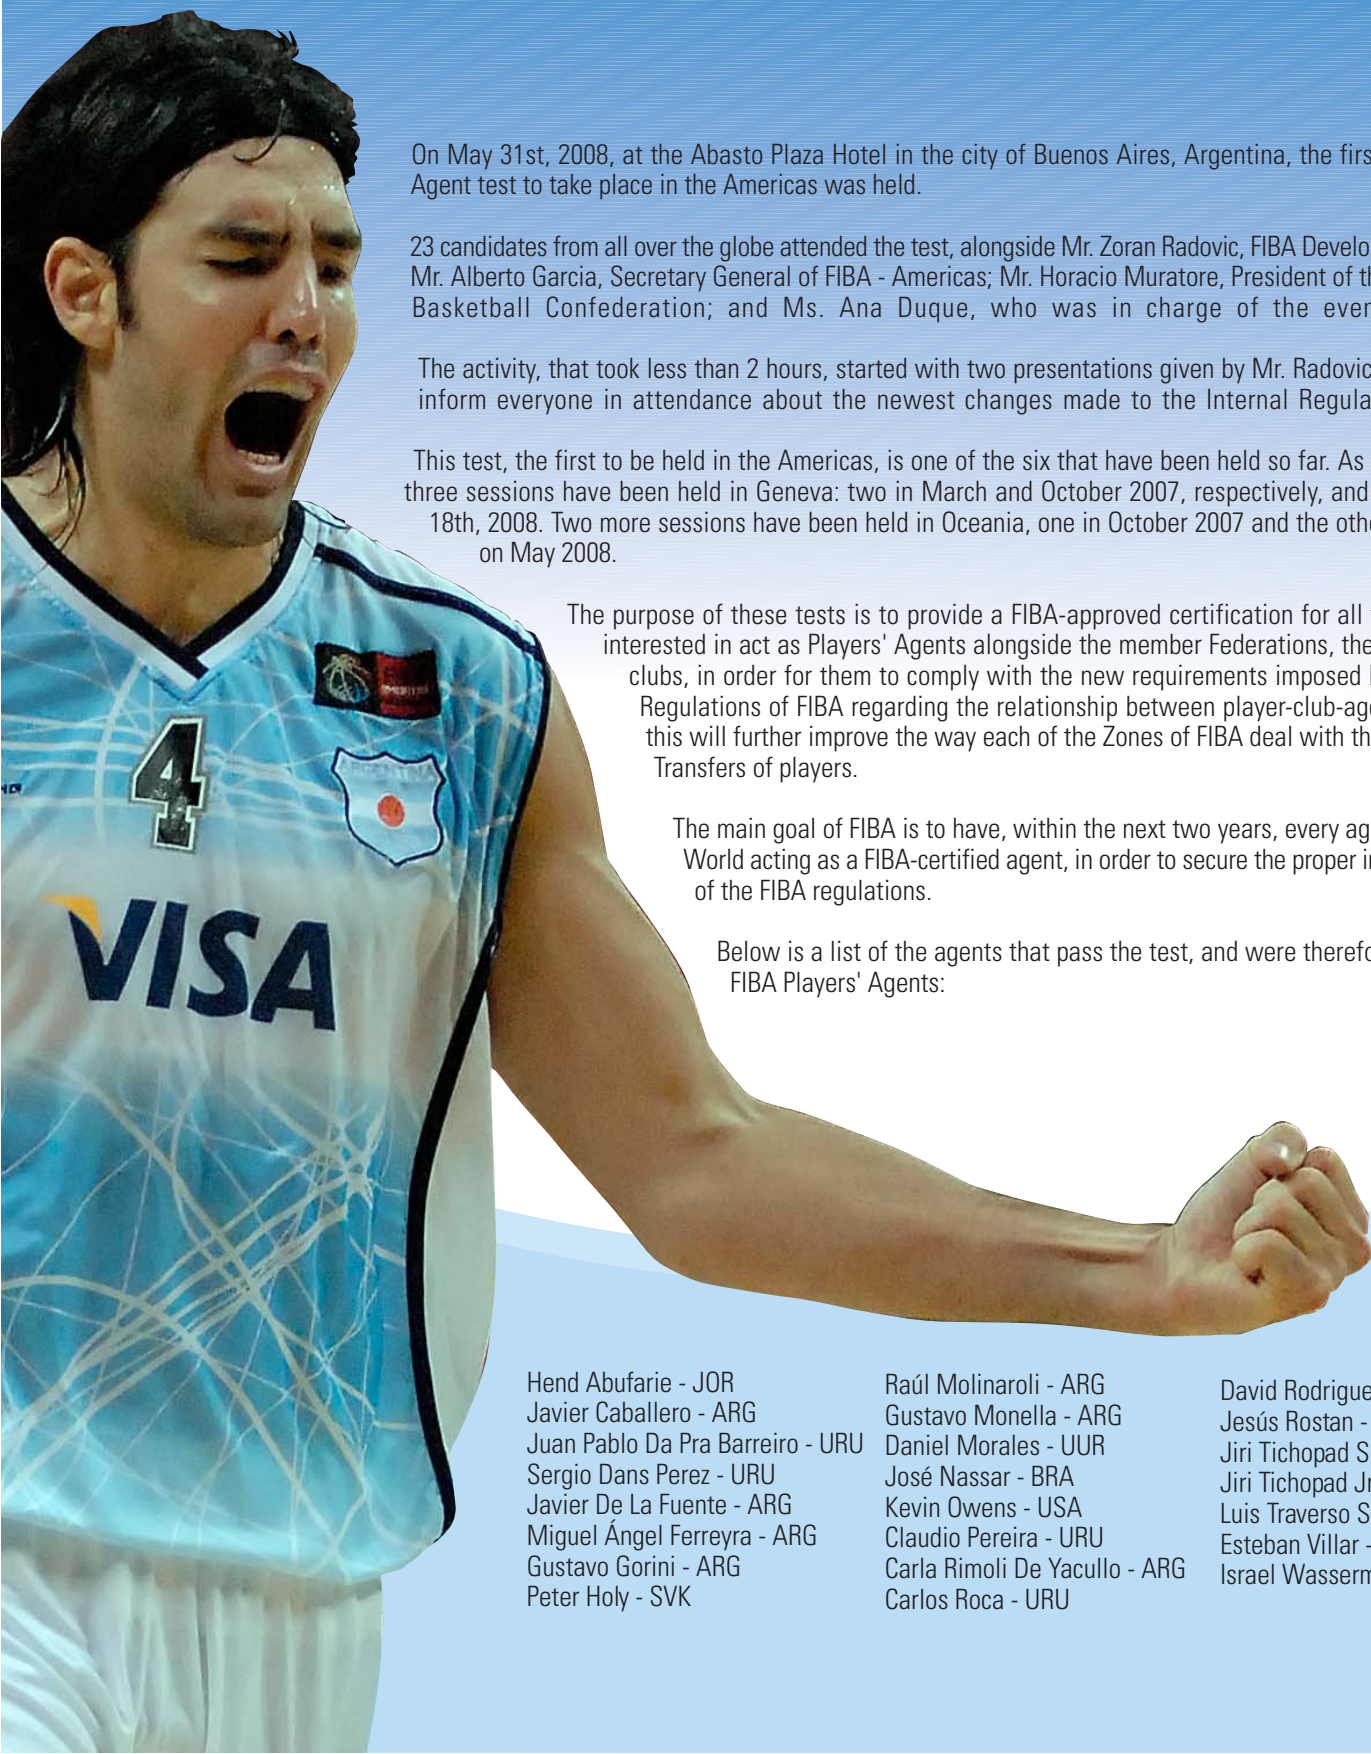 On May 31st, 2008, at the Abasto Plaza Hotel in the city of Buenos Aires, Argentina, the firs
Agent test to take place in the Americas was held.
23 candidates from all over the globe attended the test, alongside Mr. Zoran Radovic, FIBA Develo
Mr. Alberto Garcia, Secretary General of FIBA - Americas; Mr. Horacio Muratore, President of th
Basketball Confederation; and Ms. Ana Duque, who was in charge of the even
The activity, that took less than 2 hours, started with two presentations given by Mr. Radovic
inform everyone in attendance about the newest changes made to the Internal Regula
This test, the first to be held in the Americas, is one of the six that have been held so far. As
three sessions have been held in Geneva: two in March and October 2007, respectively, and
18th, 2008. Two more sessions have been held in Oceania, one in October 2007 and the othe
on May 2008.
The purpose of these tests is to provide a FIBA-approved certification for all
interested in act as Players' Agents alongside the member Federations, the
clubs, in order for them to comply with the new requirements imposed
Regulations of FIBA regarding the relationship between player-club-age
this will further improve the way each of the Zones of FIBA deal with th
Transfers of players.
The main goal of FIBA is to have, within the next two years, every ag
World acting as a FIBA-certified agent, in order to secure the proper i
of the FIBA regulations.
Below is a list of the agents that pass the test, and were therefo
FIBA Players' Agents:
ARGENTINA
4
VISA
Hend Abufarie - JOR
Javier Caballero - ARG
Juan Pablo Da Pra Barreiro - URU
Sergio Dans Perez - URU
Javier De La Fuente - ARG
Miguel Ángel Ferreyra - ARG
Gustavo Gorini - ARG
Peter Holy - SVK
Raúl Molinaroli - ARG
Gustavo Monella - ARG
Daniel Morales - UUR
José Nassar - BRA
Kevin Owens - USA
Claudio Pereira - URU
Carla Rimoli De Yacullo - ARG
Carlos Roca - URU
David Rodrigue
Jesús Rostan -
Jiri Tichopad S
Jiri Tichopad Jr
Luis Traverso S
Esteban Villar -
Israel Wasserm